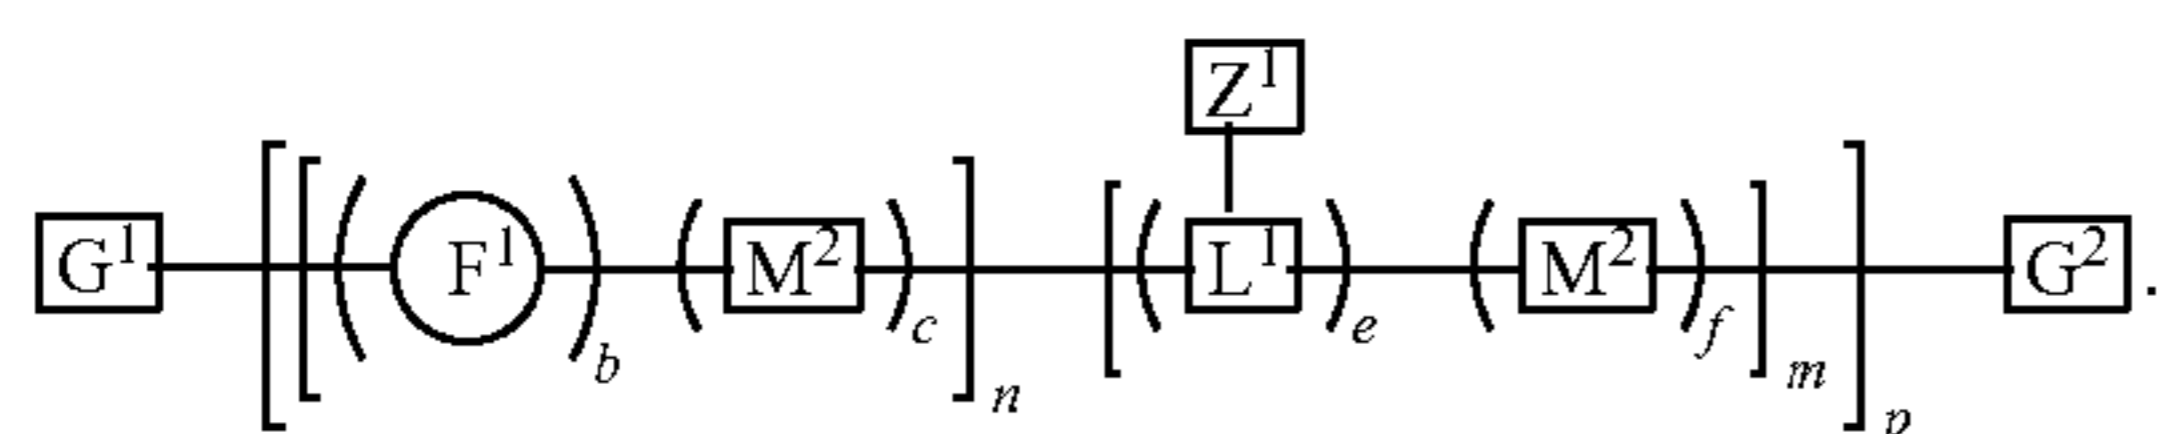 Z¹
G¹ [ [ ( F¹ )b ( M² )c ]n [ ( L¹ )e ( M² )f ]m ]p G² .